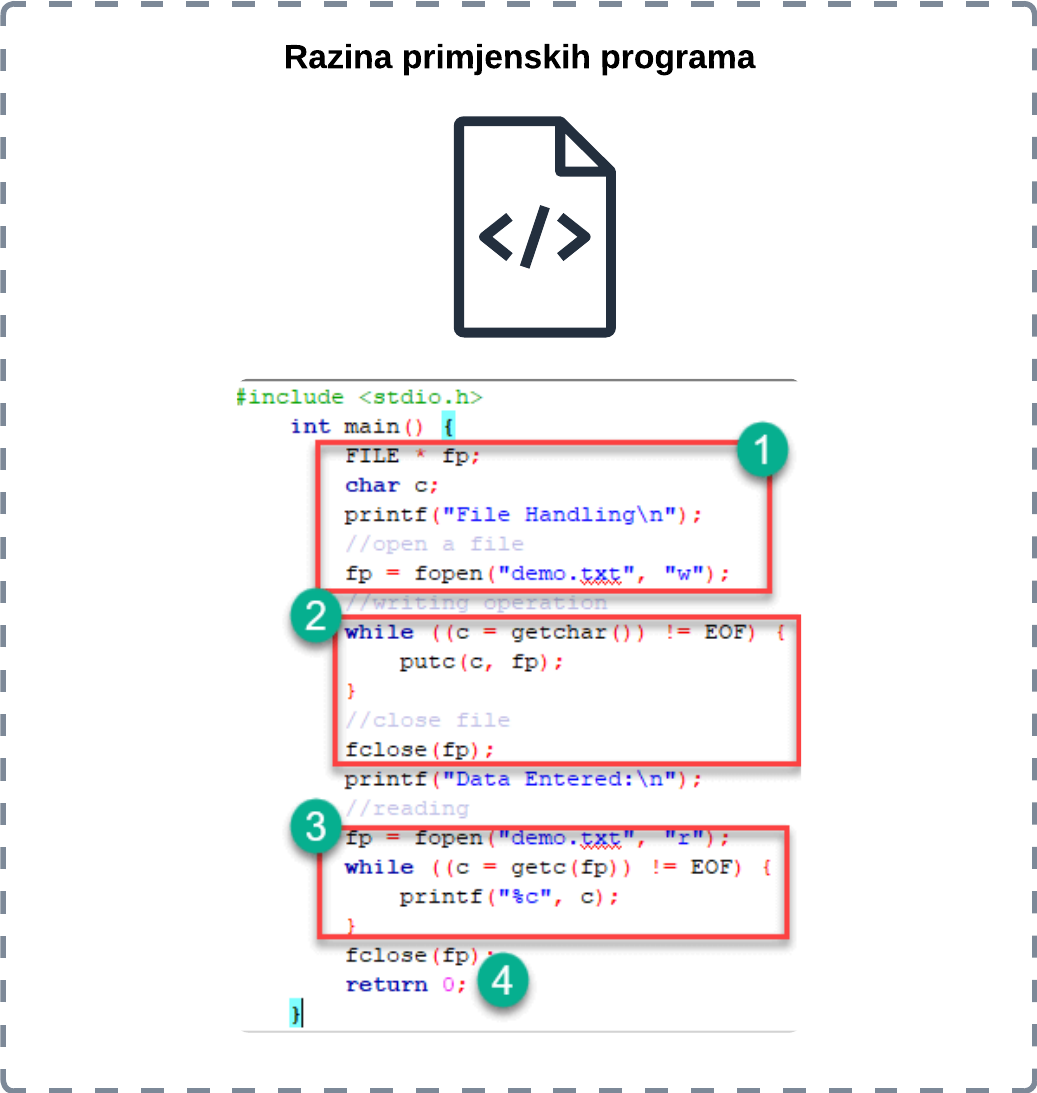 Razina primjenskih programa
</>
#include <stdio.h>
int main() {
FILE * fp;
1
char c;
printf("File Handling\n");
//open a file
fp = fopen("demo.txt", "w");
2
//writing operation
while ((c = getchar()) != EOF) {
putc(c, fp);
}
//close file
fclose(fp);
printf("Data Entered:\n");
//reading
3
fp = fopen("demo.txt", "r");
while ((c = getc(fp)) != EOF) {
printf("%c", c);
}
fclose(fp);
return 0;
4
}